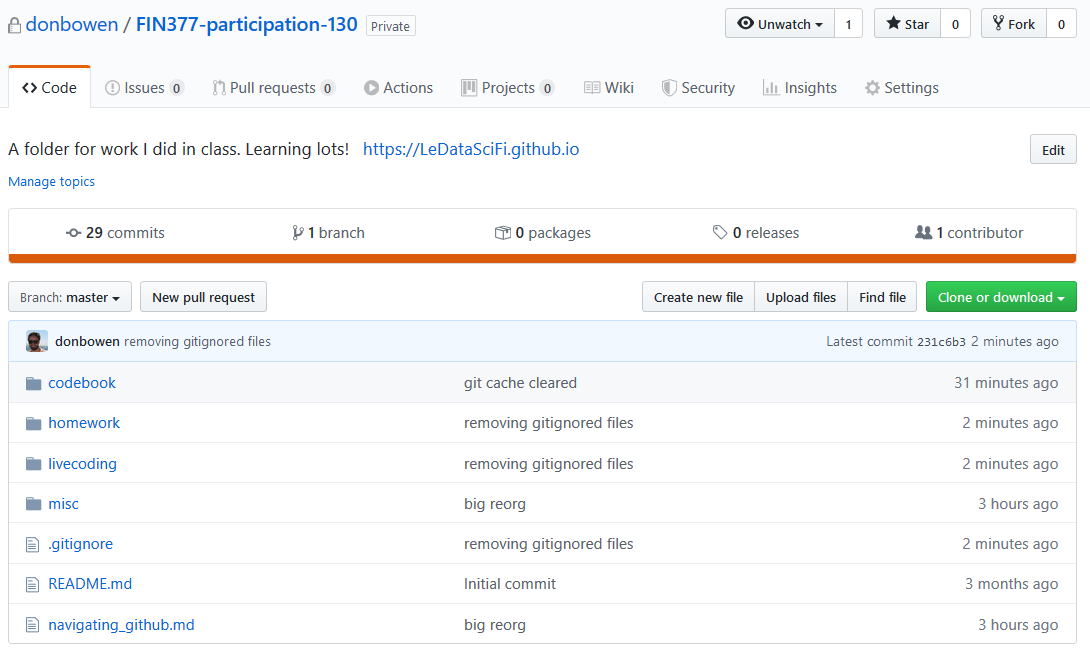 donbowen / FIN377-participation-130 Private Unwatch 1 Star 0 Fork 0
Code Issues 0 Pull requests 0 Actions Projects 0 Wiki Security Insights Settings
A folder for work I did in class. Learning lots! https://LeDataSciFi.github.io Edit
Manage topics
29 commits 1 branch 0 packages 0 releases 1 contributor
Branch: master New pull request Create new file Upload files Find file Clone or download
donbowen removing gitignored files Latest commit 231c6b3 2 minutes ago
codebook git cache cleared 31 minutes ago
homework removing gitignored files 2 minutes ago
livecoding removing gitignored files 2 minutes ago
misc big reorg 3 hours ago
.gitignore removing gitignored files 2 minutes ago
README.md Initial commit 3 months ago
navigating_github.md big reorg 3 hours ago